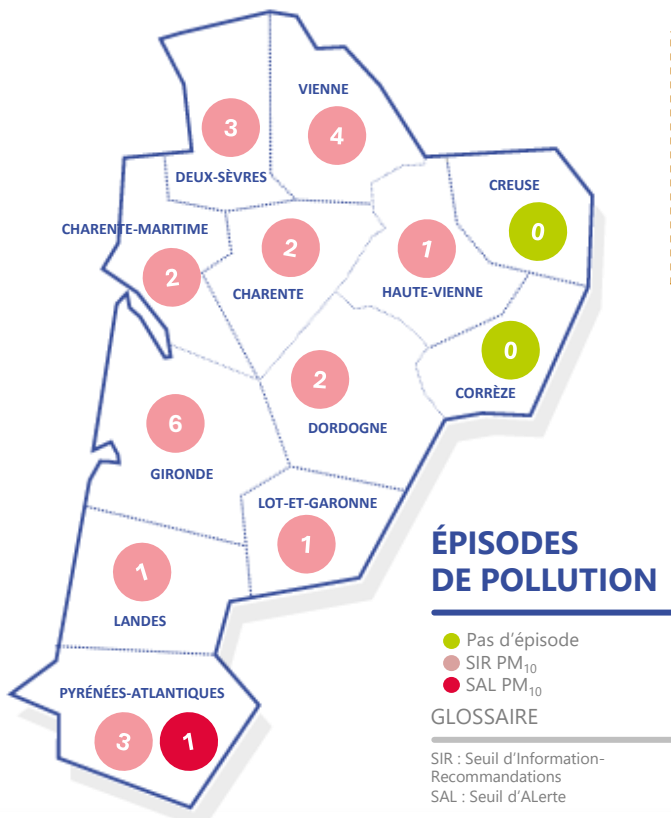 VIENNE
3
4
DEUX-SÈVRES
CREUSE
0
CHARENTE-MARITIME
2
2
1
CHARENTE
HAUTE-VIENNE
0
2
CORRÈZE
6
DORDOGNE
GIRONDE
LOT-ET-GARONNE
1
1
LANDES
PYRÉNÉES-ATLANTIQUES
3
1
ÉPISODES
DE POLLUTION
Pas d'épisode
SIR PM₁₀
SAL PM₁₀
GLOSSAIRE
SIR : Seuil d'Information-
Recommandations
SAL : Seuil d'ALerte